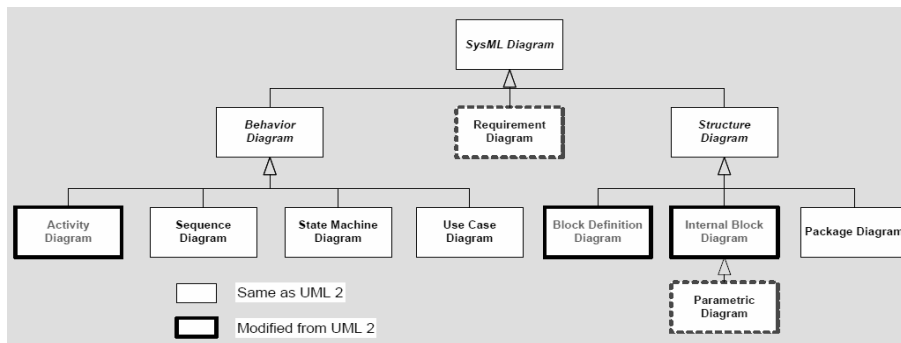 SysML Diagram
Behavior
Diagram
Requirement
Diagram
Structure
Diagram
Activity
Diagram
Sequence
Diagram
State Machine
Diagram
Use Case
Diagram
Block Definition
Diagram
Internal Block
Diagram
Package Diagram
Same as UML 2
Parametric
Diagram
Modified from UML 2